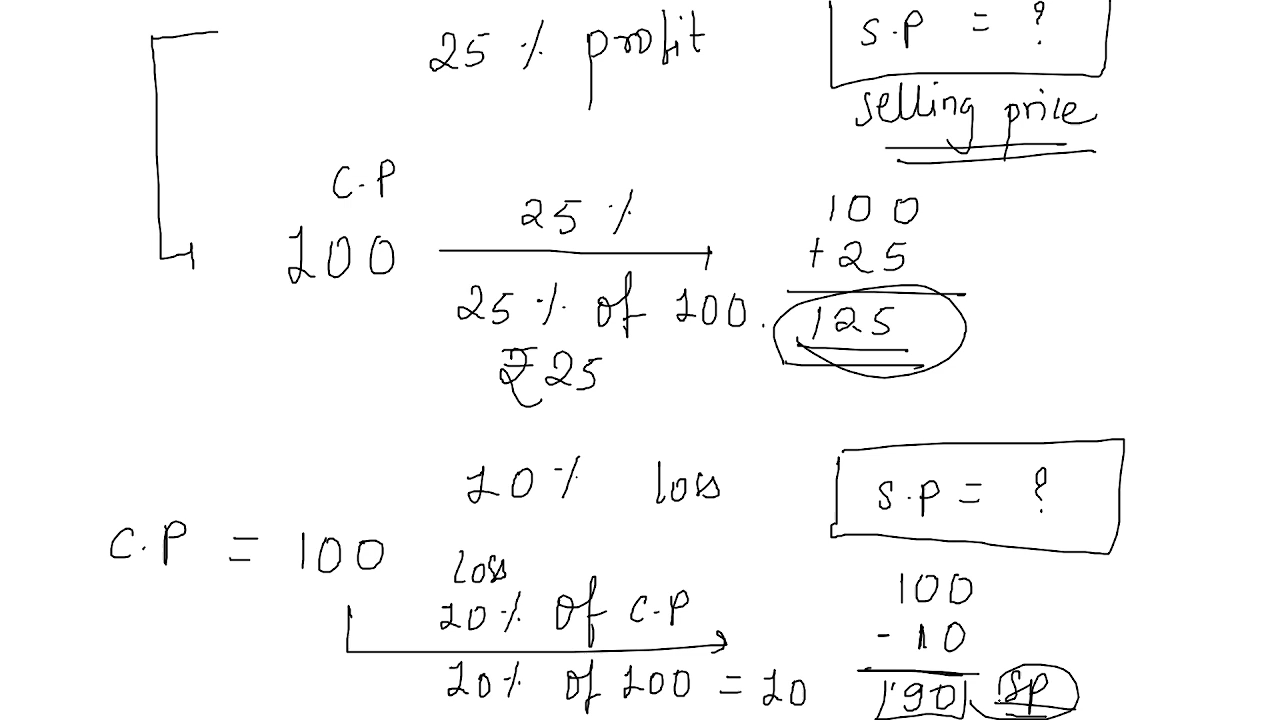 25 % profit
S.P = ?
selling price
C.P
100
25 %
25 % of 100.
₹ 25
100
+ 25
125
10 % loss
S.P = ?
C.P = 100
Loss
10% of C.P
10% of 100 = 10
100
- 10
90 SP